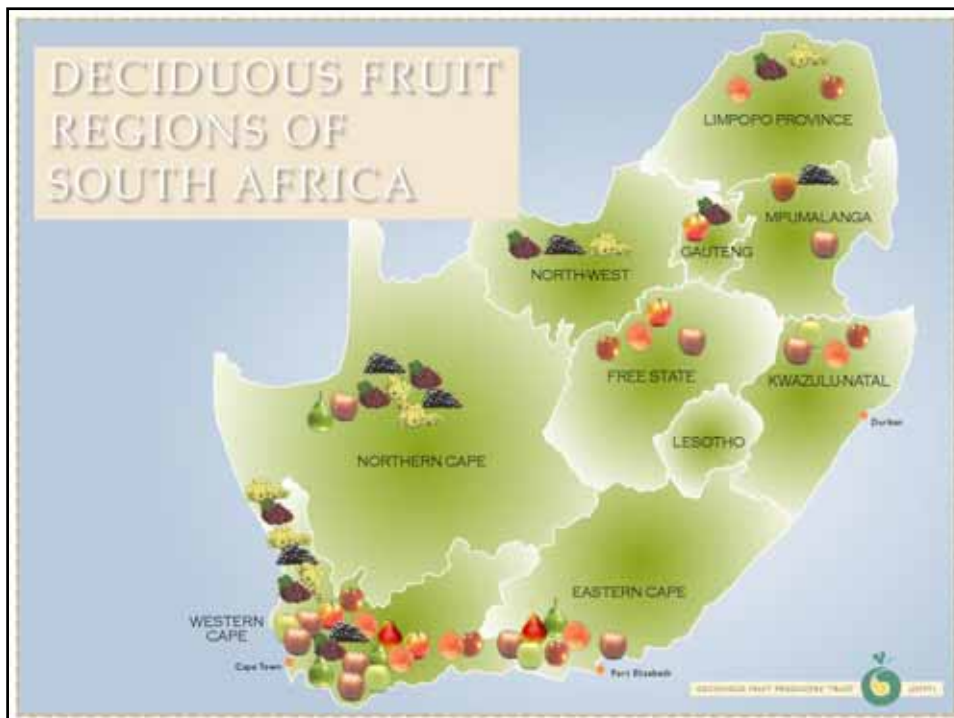 DECIDUOUS FRUIT
REGIONS OF
SOUTH AFRICA
LIMPOPO PROVINCE
MPUMALANGA
GAUTENG
NORTH-WEST
FREE STATE
KWAZULU-NATAL
Durban
LESOTHO
NORTHERN CAPE
EASTERN CAPE
WESTERN
CAPE
Cape Town
Port Elizabeth
DECIDUOUS FRUIT PRODUCERS' TRUST